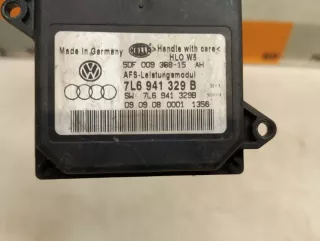 Made in Germany >Handle with care<
HLO WB
5DF 009 368-15 AH
AFS-Leistungsmodul
7L6 941 329 B
SW: 7L6 941 329B
09 09 08 0001 1356